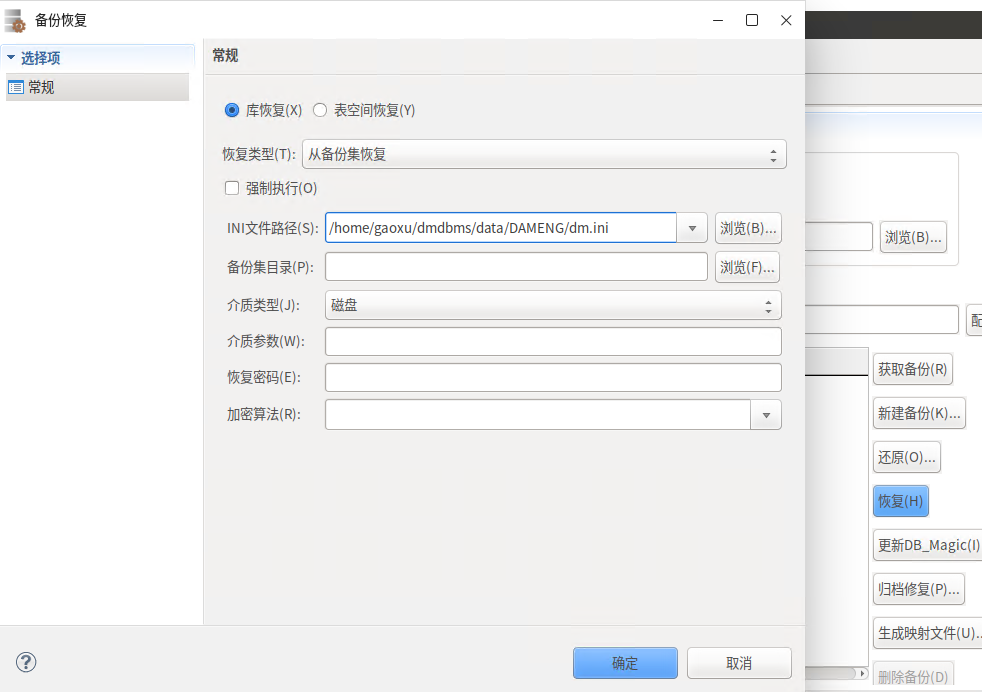 备份恢复
选择项
常规
常规
库恢复(X) 表空间恢复(Y)
恢复类型(T): 从备份集恢复
强制执行(O)
INI文件路径(S): /home/gaoxu/dmdbms/data/DAMENG/dm.ini 浏览(B)...
备份集目录(P): 浏览(F)...
介质类型(J): 磁盘
介质参数(W):
恢复密码(E):
加密算法(R):
确定 取消
浏览(B)...
配
获取备份(R)
新建备份(K)...
还原(O)...
恢复(H)
更新DB_Magic(I)
归档修复(P)...
生成映射文件(U)..
删除备份(D)